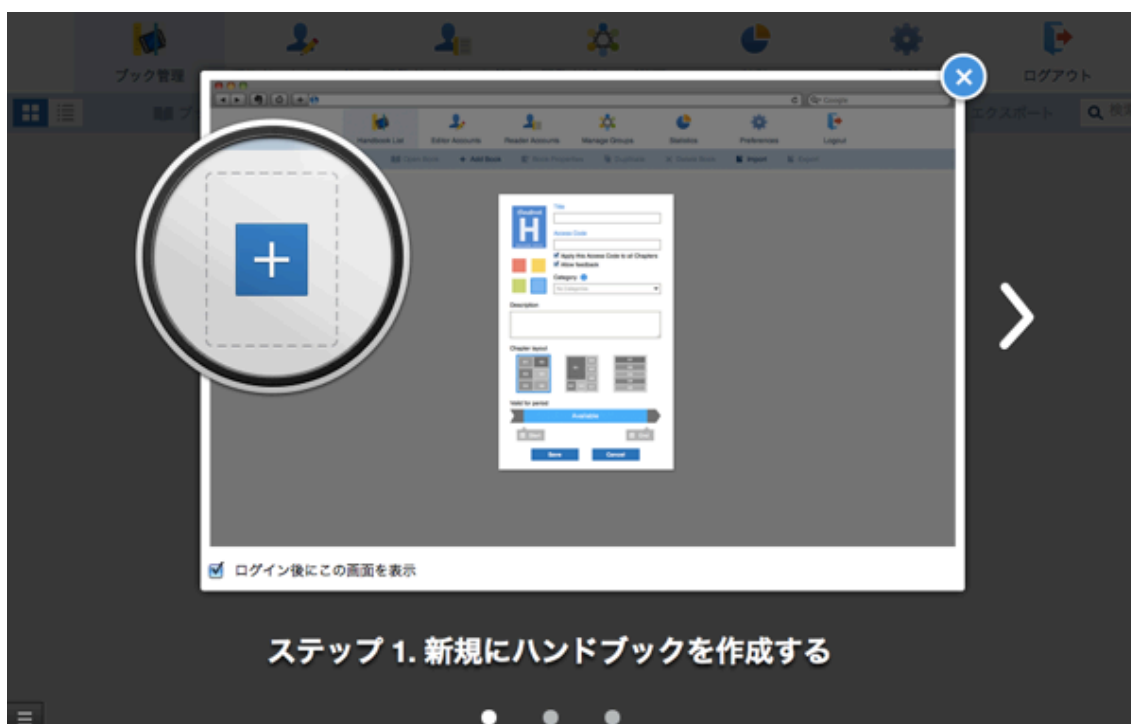 ブック管理
ログアウト
エクスポート
Google
Handbook List Editor Accounts Reader Accounts Manage Groups Statistics Preferences Logout
Add Book
Import
Export
H
Title
Access Code
Apply this Access Code to all Chapters
Allow feedback
Category
No Categories
Description
Chapter layout
Valid for period
Available
Start
End
Save Cancel
ログイン後にこの画面を表示
ステップ 1. 新規にハンドブックを作成する